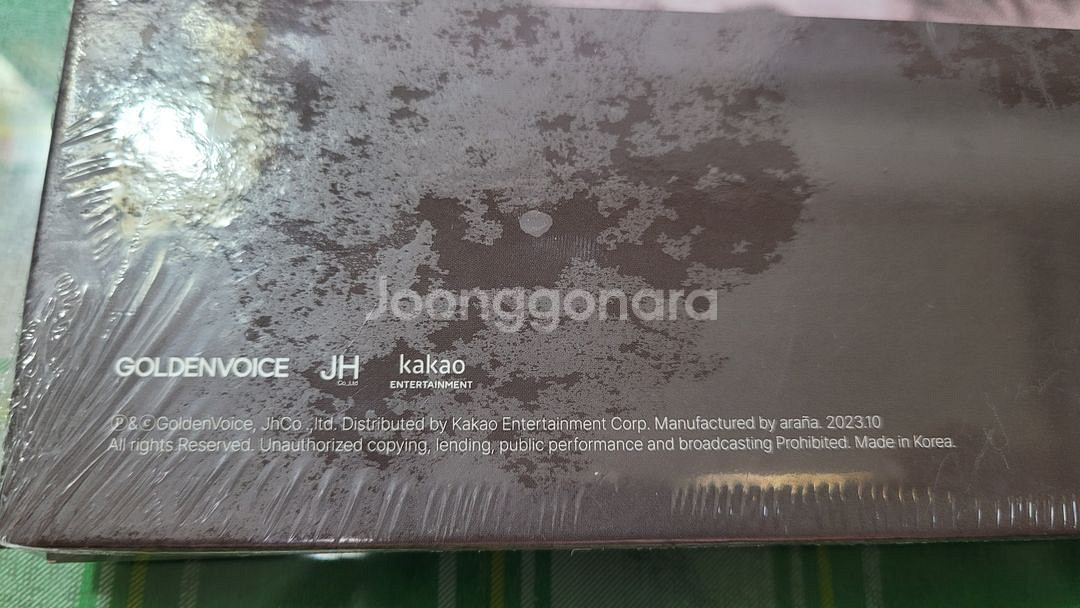 Joonggonara
GOLDENVOICE JH Co.,Ltd kakao ENTERTAINMENT
Ⓟ&ⓒGoldenVoice, JhCo .,ltd. Distributed by Kakao Entertainment Corp. Manufactured by araña. 2023.10
All rights Reserved. Unauthorized copying, lending, public performance and broadcasting Prohibited. Made in Korea.